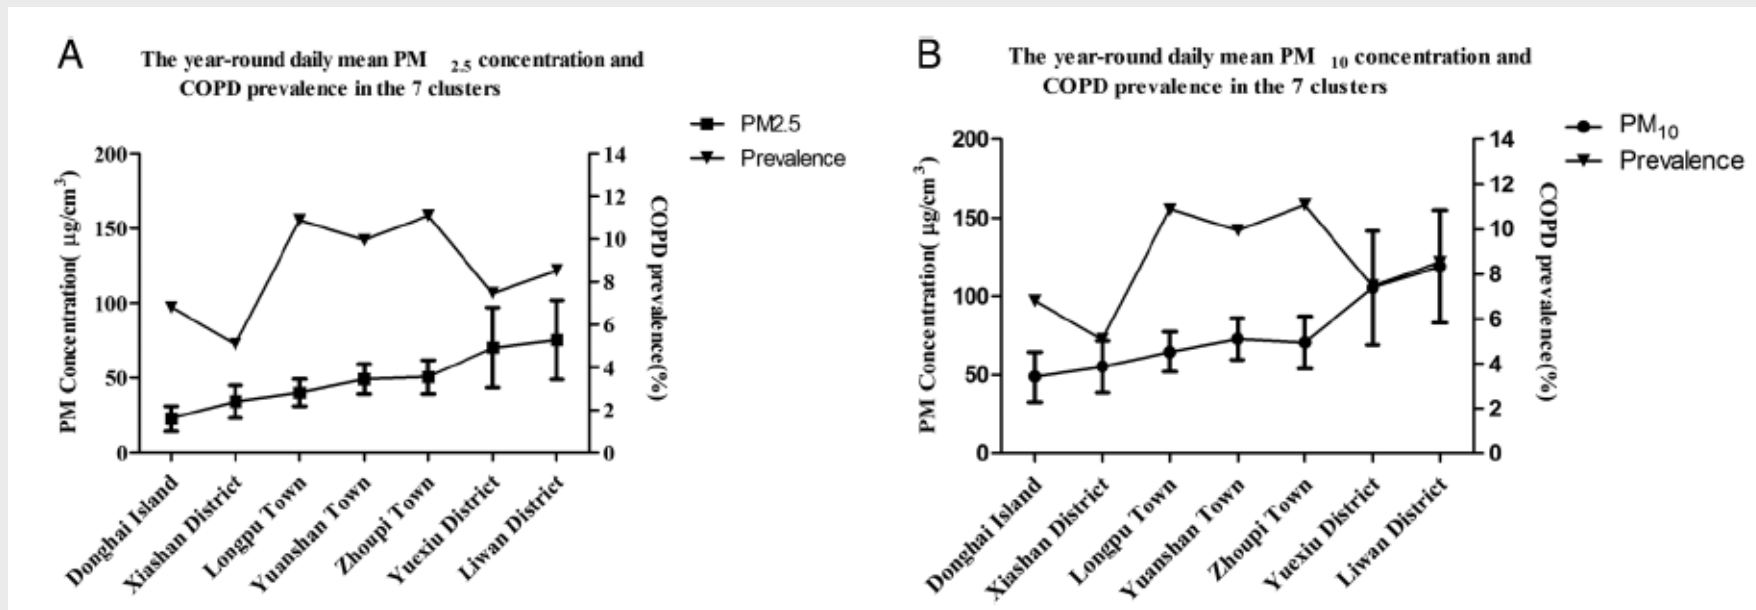 A
The year-round daily mean PM 2.5 concentration and
COPD prevalence in the 7 clusters
PM2.5
Prevalence
200
150
100
50
0
PM Concentration( μg/cm3)
14
12
10
8
6
4
2
0
COPD prevalence(%)
Donghai Island
Xiashan District
Longpu Town
Yuanshan Town
Zhoupi Town
Yuexiu District
Liwan District
B
The year-round daily mean PM 10 concentration and
COPD prevalence in the 7 clusters
PM10
Prevalence
200
150
100
50
0
PM Concentration( μg/cm3)
14
12
10
8
6
4
2
0
COPD prevalence(%)
Donghai Island
Xiashan District
Longpu Town
Yuanshan Town
Zhoupi Town
Yuexiu District
Liwan District